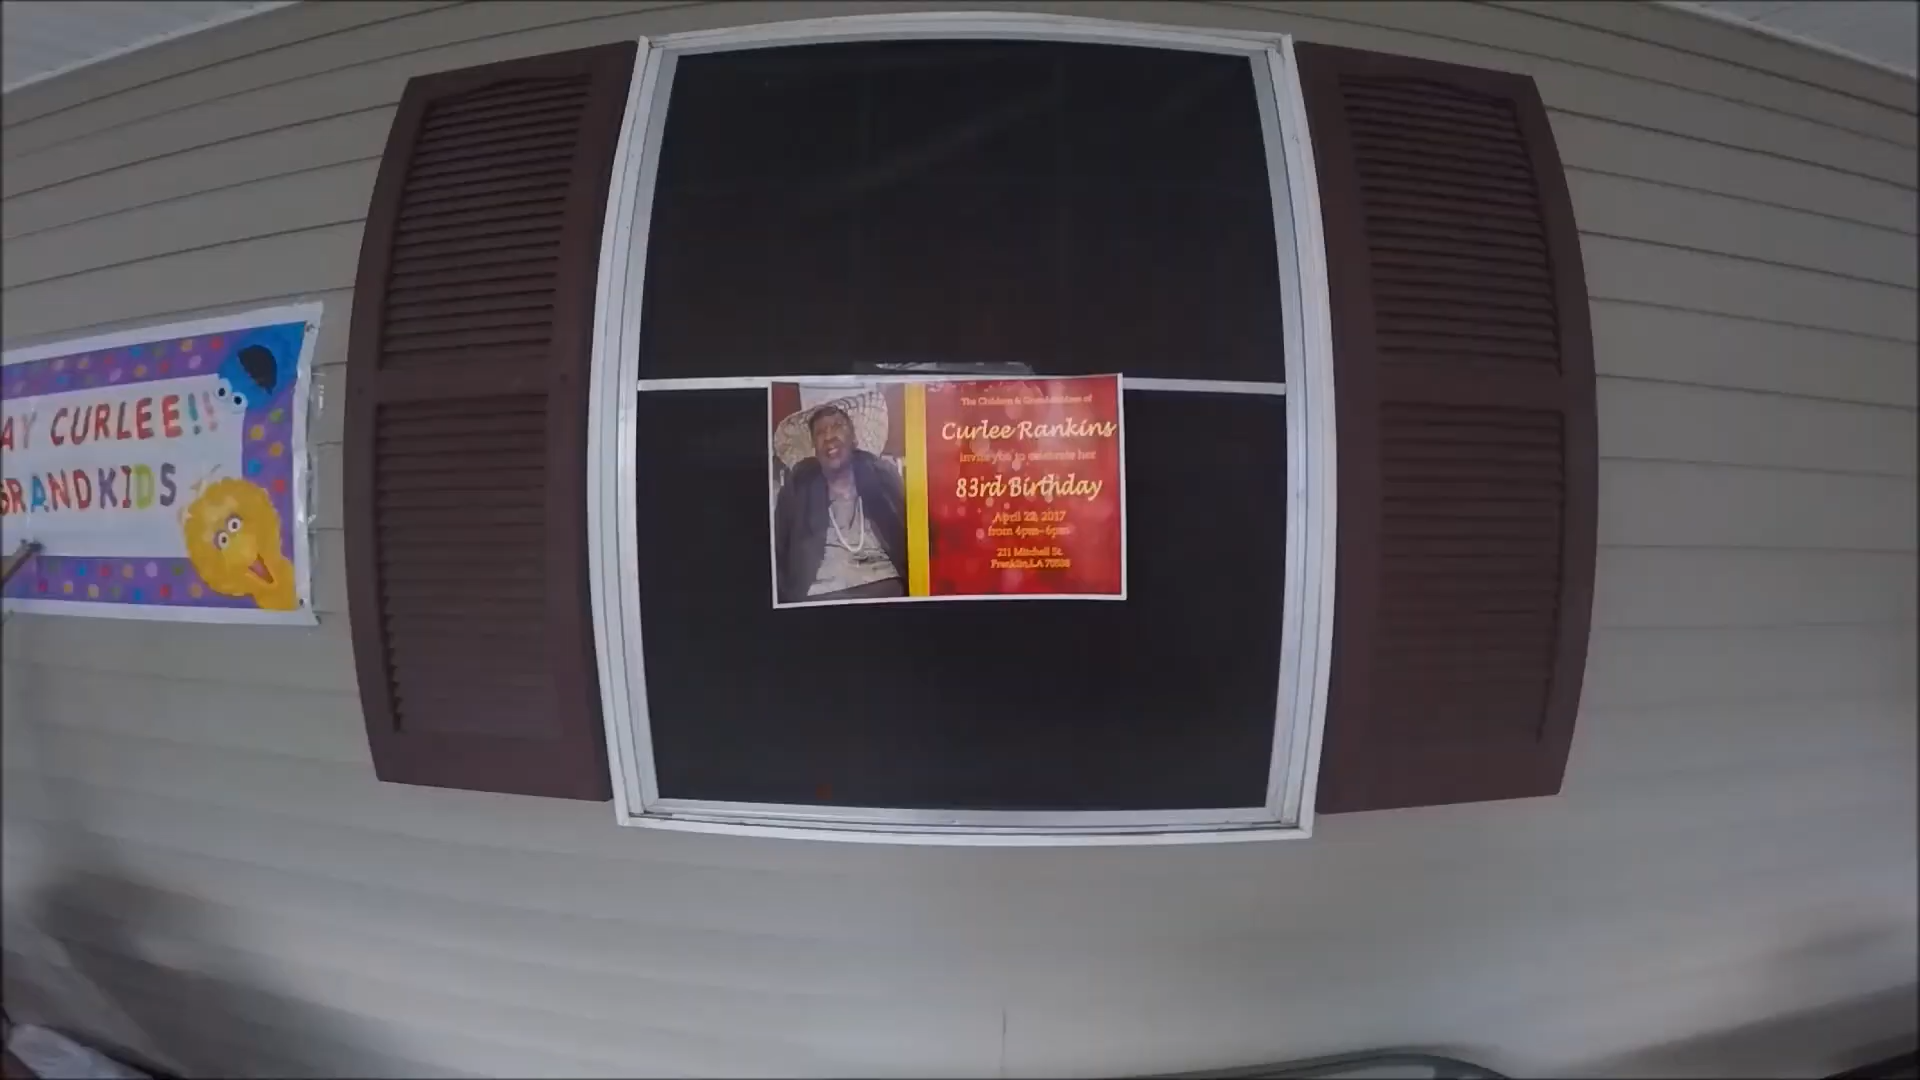 AY CURLEE!!
GRANDKIDS
The Children & Grandchildren of
Curlee Rankins
invite you to celebrate her
83rd Birthday
April 22, 2017
from 4pm-6pm
211 Mitchell St.
Franklin, LA 70538